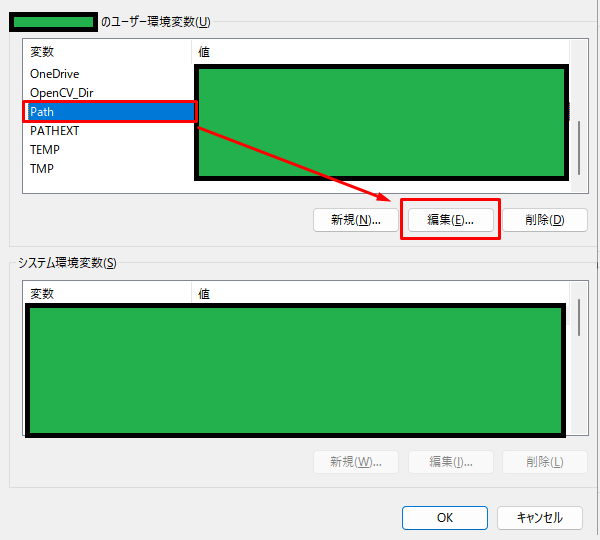 のユーザー環境変数(U)
変数 値
OneDrive
OpenCV_Dir
Path
PATHEXT
TEMP
TMP
新規(N)... 編集(E)... 削除(D)
システム環境変数(S)
変数 値
新規(W)... 編集(I)... 削除(L)
OK キャンセル